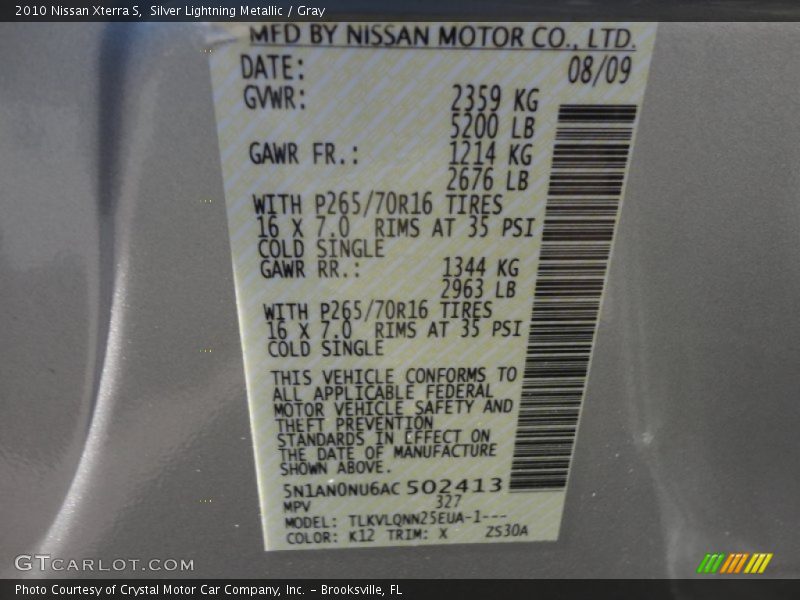 2010 Nissan Xterra S,  Silver Lightning Metallic / Gray
MFD BY NISSAN MOTOR CO., LTD.
DATE: 08/09
GVWR: 2359 KG
5200 LB
GAWR FR.: 1214 KG
2676 LB
WITH P265/70R16 TIRES
16 X 7.0 RIMS AT 35 PSI
COLD SINGLE
GAWR RR.: 1344 KG
2963 LB
WITH P265/70R16 TIRES
16 X 7.0 RIMS AT 35 PSI
COLD SINGLE
THIS VEHICLE CONFORMS TO
ALL APPLICABLE FEDERAL
MOTOR VEHICLE SAFETY AND
THEFT PREVENTION
STANDARDS IN EFFECT ON
THE DATE OF MANUFACTURE
SHOWN ABOVE.
5N1AN0NU6AC 502413
MPV 327
MODEL: TLKVLQNN25EUA-1---
COLOR: K12 TRIM: X ZS30A
GTCARLOT.COM
Photo Courtesy of Crystal Motor Car Company, Inc. – Brooksville, FL